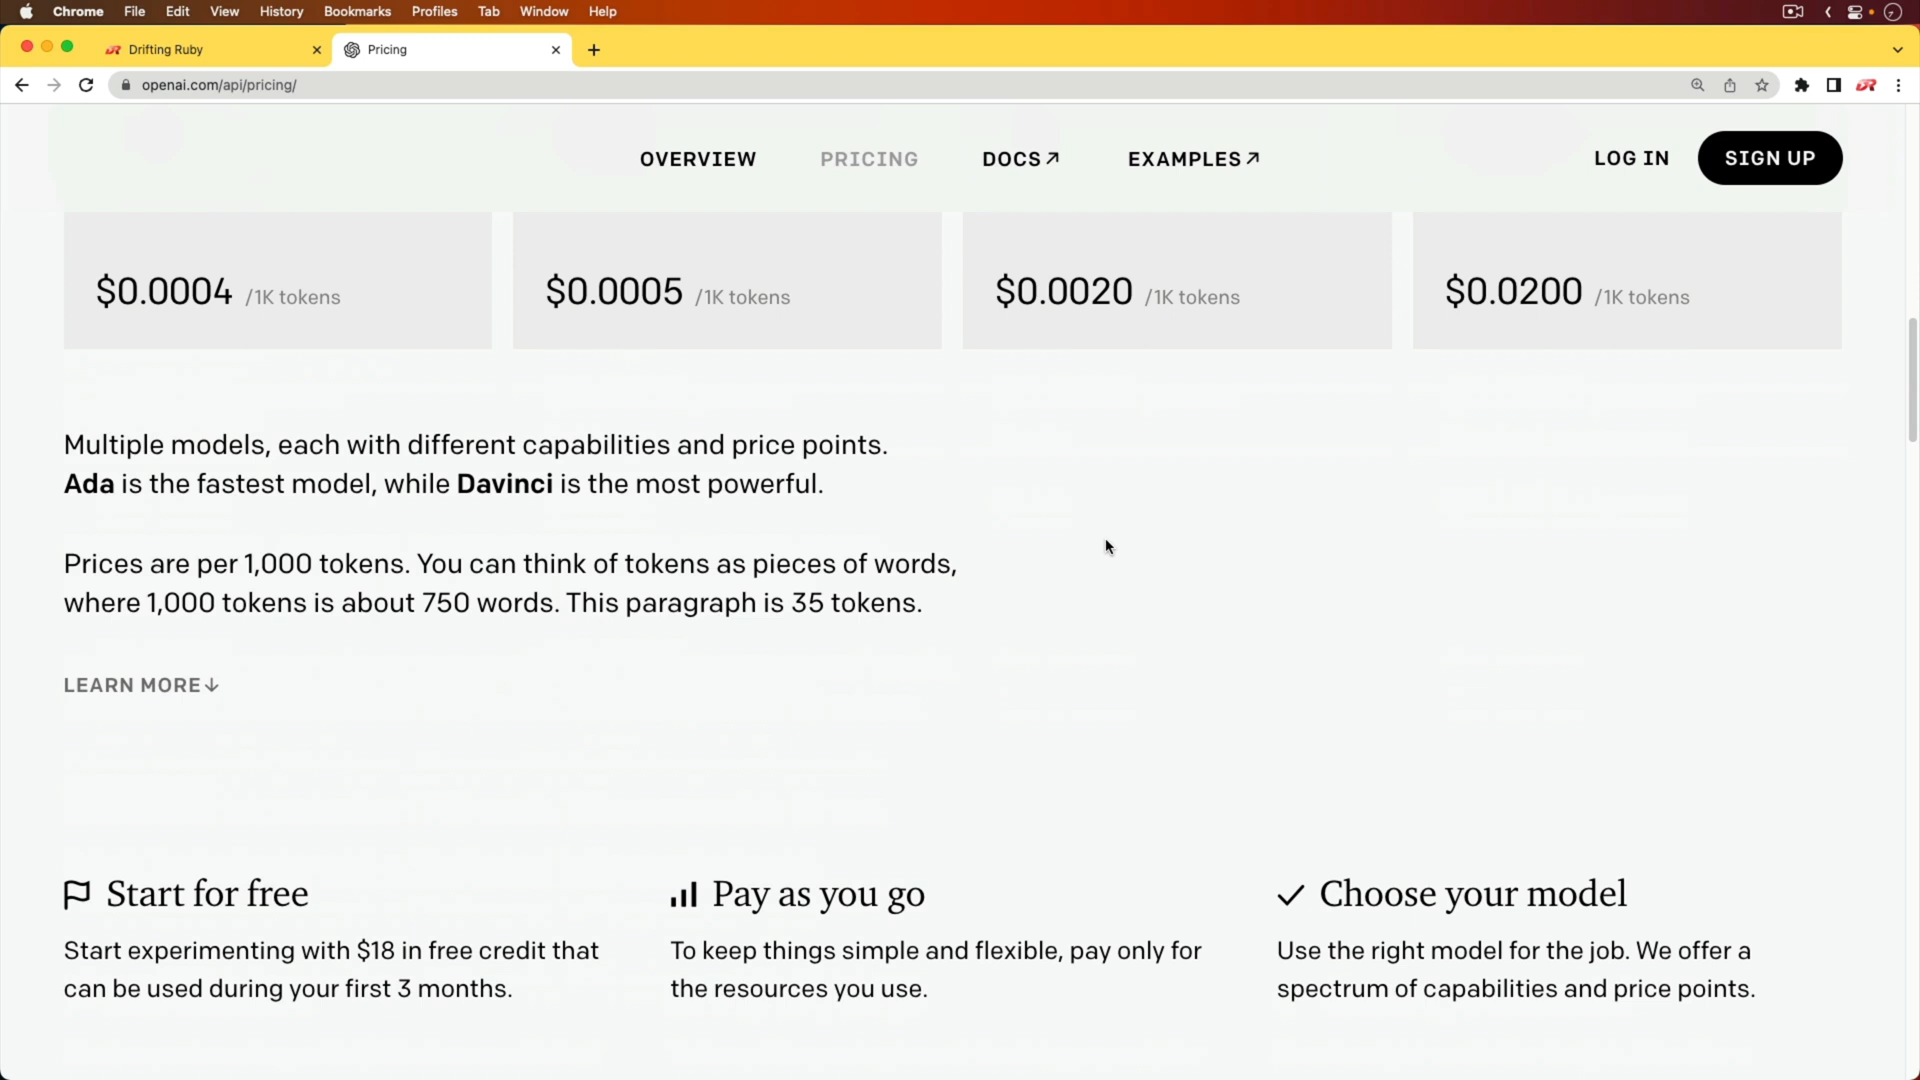 Chrome File Edit View History Bookmarks Profiles Tab Window Help
Drifting Ruby
Pricing
openai.com/api/pricing/
OVERVIEW PRICING DOCS↗ EXAMPLES↗ LOG IN SIGN UP
$0.0004 /1K tokens
$0.0005 /1K tokens
$0.0020 /1K tokens
$0.0200 /1K tokens
Multiple models, each with different capabilities and price points.
Ada is the fastest model, while Davinci is the most powerful.
Prices are per 1,000 tokens. You can think of tokens as pieces of words,
where 1,000 tokens is about 750 words. This paragraph is 35 tokens.
LEARN MORE↓
Start for free
Start experimenting with $18 in free credit that
can be used during your first 3 months.
Pay as you go
To keep things simple and flexible, pay only for
the resources you use.
Choose your model
Use the right model for the job. We offer a
spectrum of capabilities and price points.